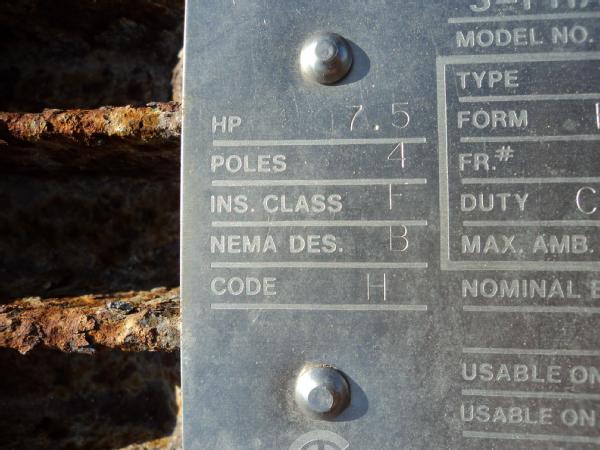 MODEL NO.
HP 7.5
POLES 4
INS. CLASS F
NEMA DES. B
CODE H
TYPE
FORM
FR.#
DUTY C
MAX. AMB.
NOMINAL E
USABLE ON
USABLE ON